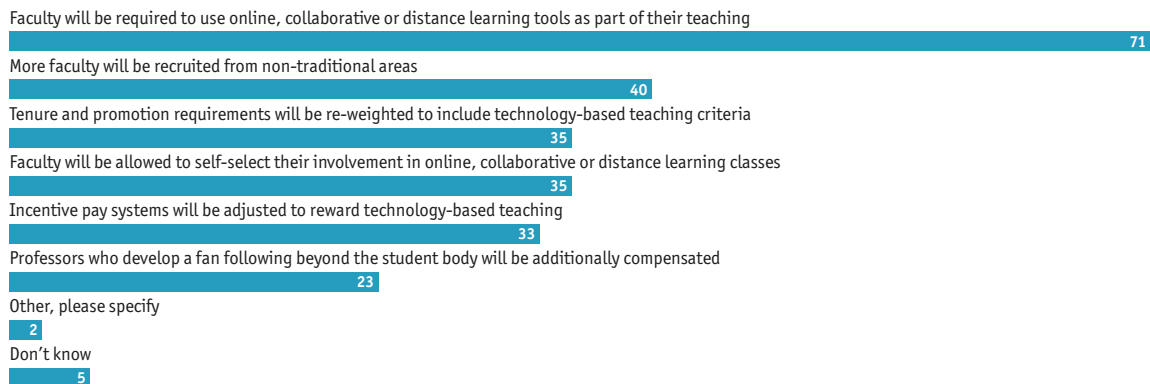 Faculty will be required to use online, collaborative or distance learning tools as part of their teaching
71
More faculty will be recruited from non-traditional areas
40
Tenure and promotion requirements will be re-weighted to include technology-based teaching criteria
35
Faculty will be allowed to self-select their involvement in online, collaborative or distance learning classes
35
Incentive pay systems will be adjusted to reward technology-based teaching
33
Professors who develop a fan following beyond the student body will be additionally compensated
23
Other, please specify
2
Don’t know
5